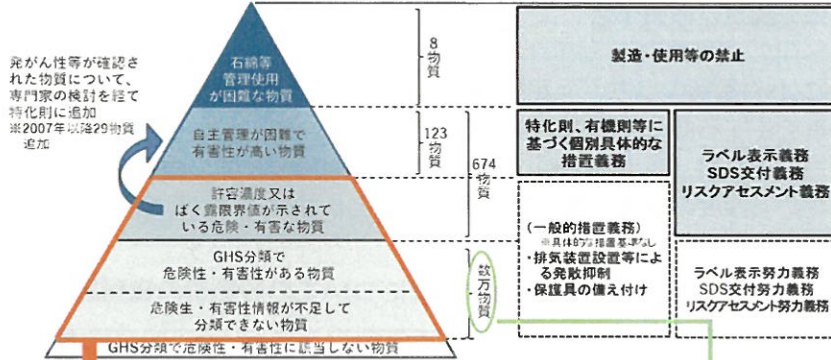 発がん性等が確認さ
れた物質について、
専門家の検討を経て
特化則に追加
※2007年以降29物質
追加
石綿等
管理使用
が困難な物質
自主管理が困難で
有害性が高い物質
許容濃度又は
ばく露限界値が示されて
いる危険・有害な物質
GHS分類で
危険性・有害性がある物質
危険生・有害性情報が不足して
分類できない物質
GHS分類で危険性・有害性に該当しない物質
8
物質
123
物質
674
物質
数万物質
製造・使用等の禁止
特化則、有機則等に
基づく個別具体的な
措置義務
(一般的措置義務)
※具体的な措置基準なし
・排気装置設置等によ
る発散抑制
・保護具の備え付け
ラベル表示義務
SDS交付義務
リスクアセスメント義務
ラベル表示努力義務
SDS交付努力義務
リスクアセスメント努力義務